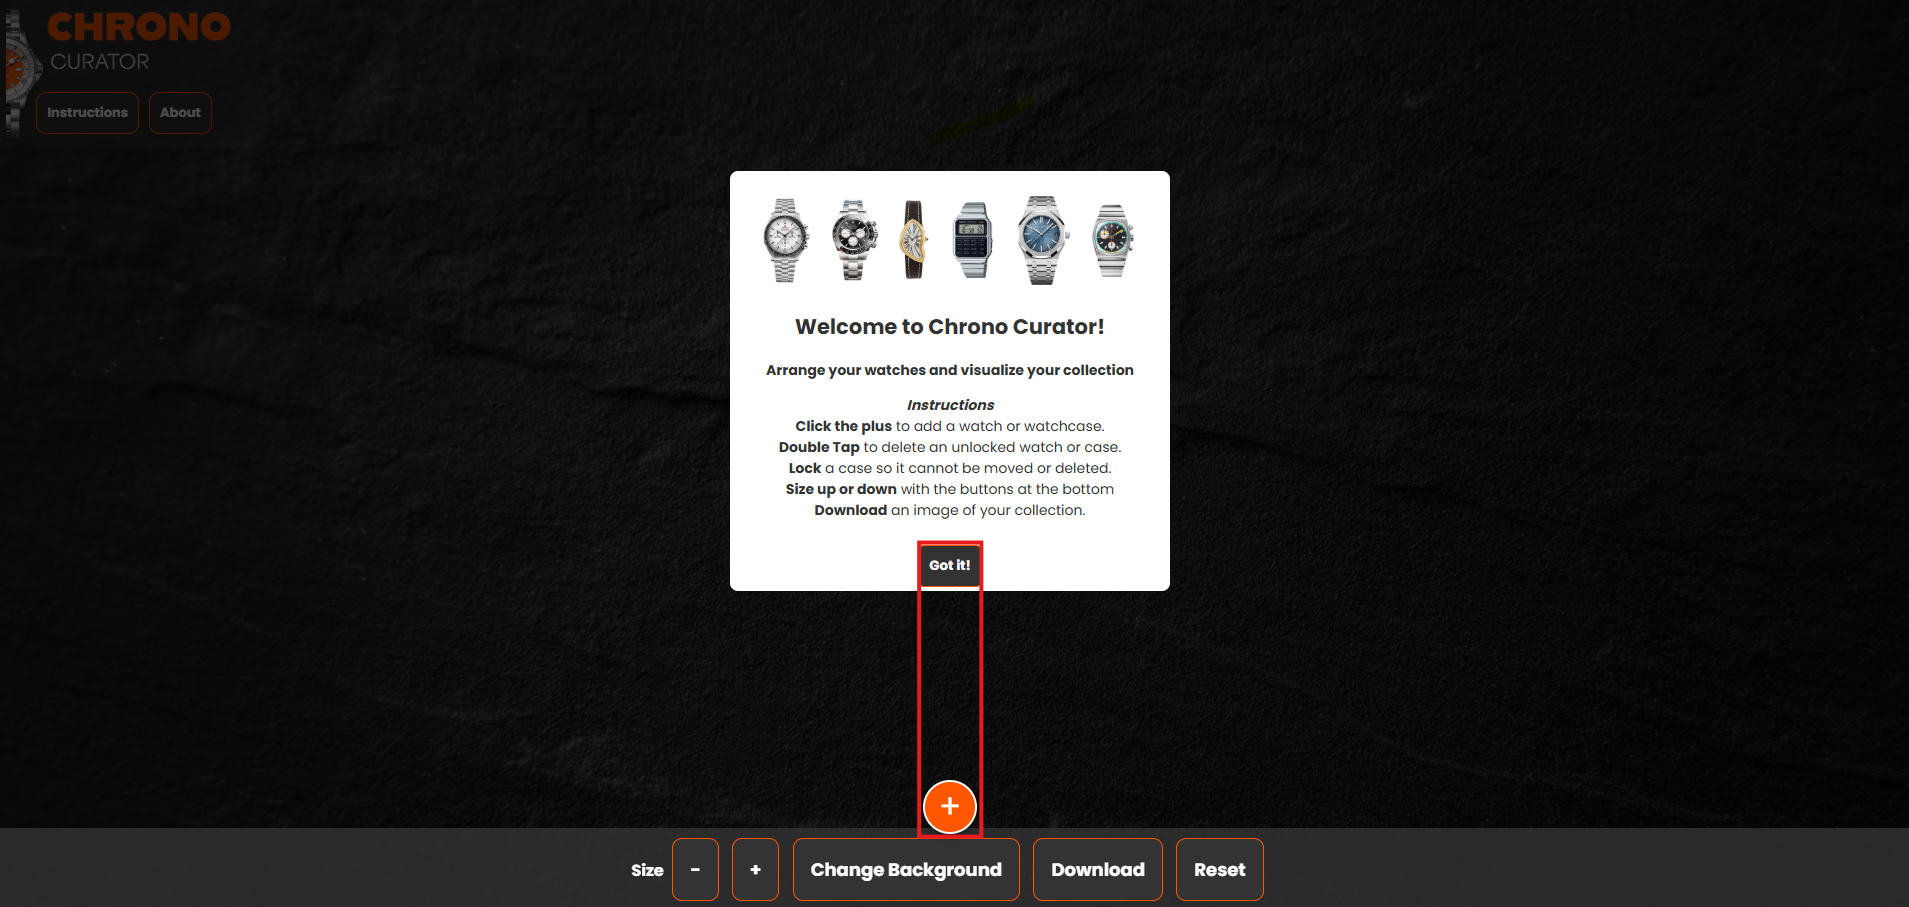 CHRONO
CURATOR
Instructions About
Welcome to Chrono Curator!
Arrange your watches and visualize your collection
Instructions
Click the plus to add a watch or watchcase.
Double Tap to delete an unlocked watch or case.
Lock a case so it cannot be moved or deleted.
Size up or down with the buttons at the bottom
Download an image of your collection.
Got it!
+
Size - + Change Background Download Reset